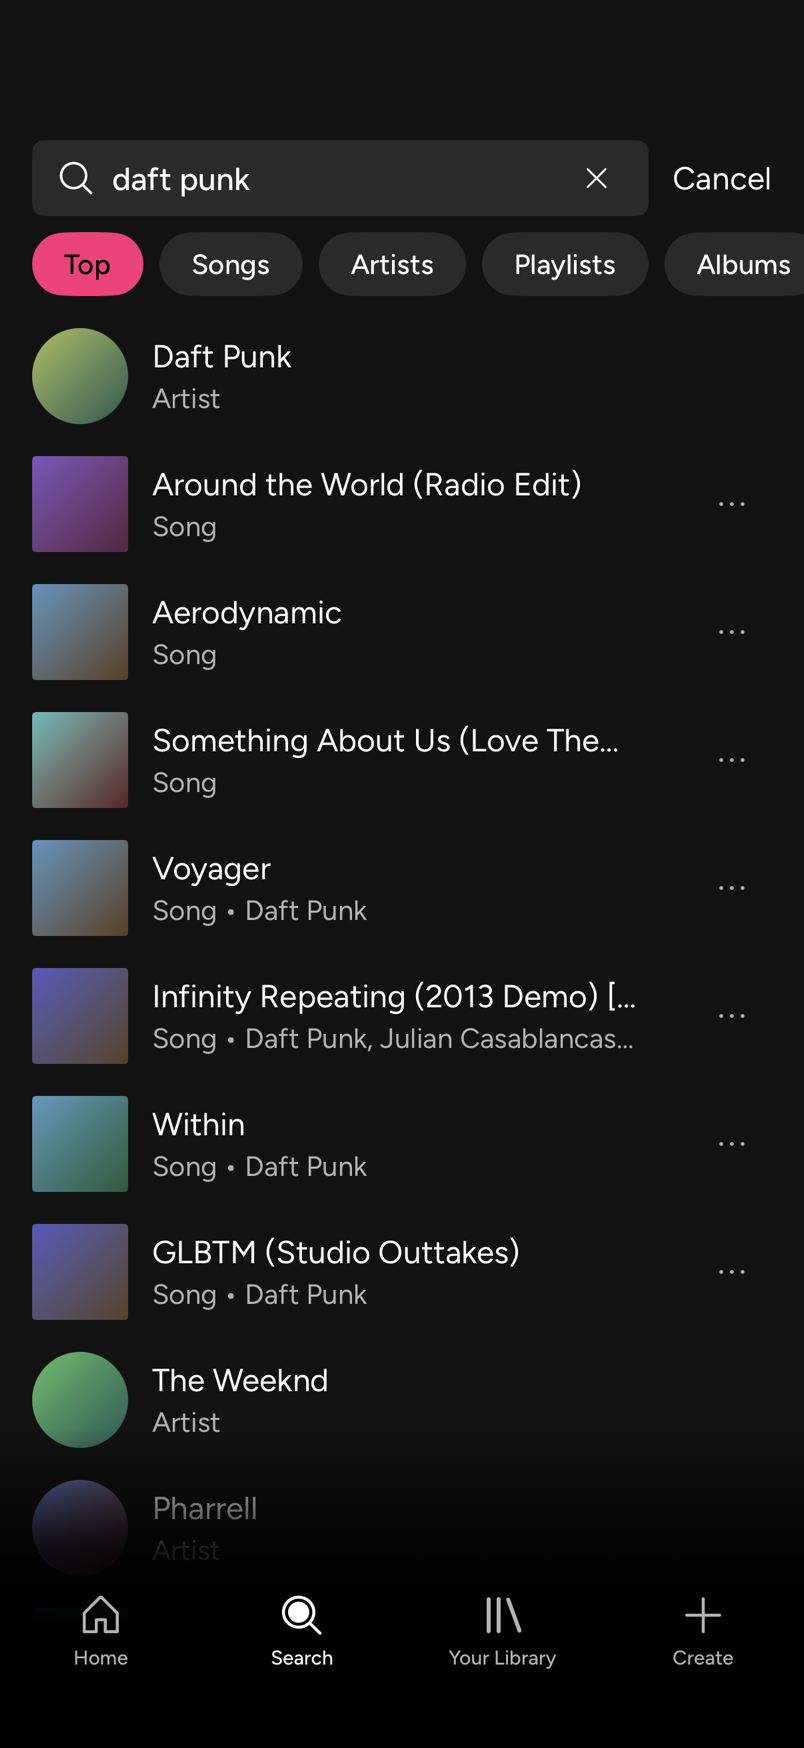 daft punk
Cancel
Top
Songs
Artists
Playlists
Albums
Daft Punk
Artist
Around the World (Radio Edit)
Song
Aerodynamic
Song
Something About Us (Love The...
Song
Voyager
Song • Daft Punk
Infinity Repeating (2013 Demo) [...
Song • Daft Punk, Julian Casablancas...
Within
Song • Daft Punk
GLBTM (Studio Outtakes)
Song • Daft Punk
The Weeknd
Artist
Pharrell
Artist
Home
Search
Your Library
Create